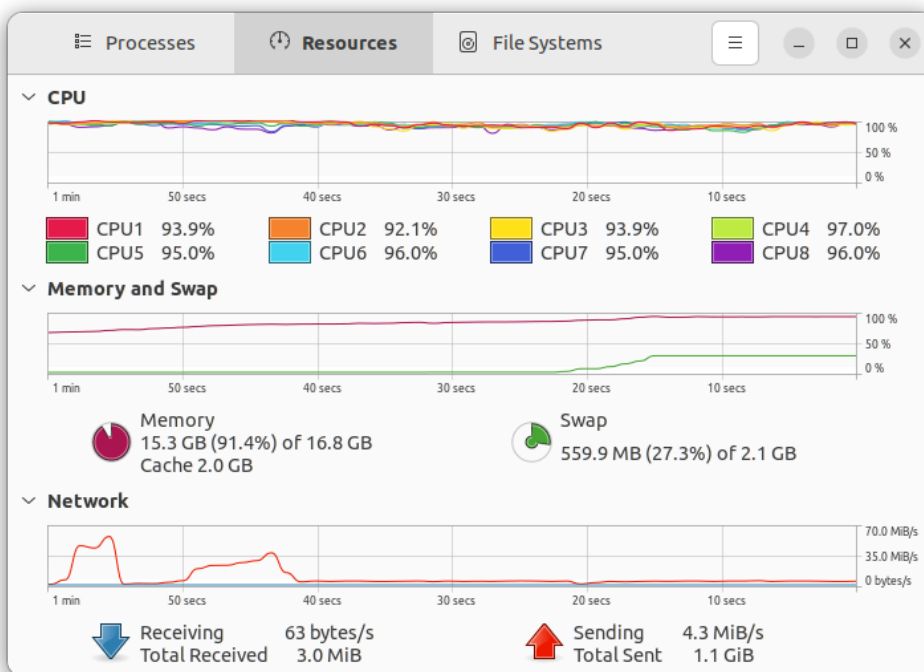 Processes Resources File Systems
CPU
100 %
50 %
0 %
1 min 50 secs 40 secs 30 secs 20 secs 10 secs
CPU1 93.9% CPU2 92.1% CPU3 93.9% CPU4 97.0%
CPU5 95.0% CPU6 96.0% CPU7 95.0% CPU8 96.0%
Memory and Swap
100 %
50 %
0 %
1 min 50 secs 40 secs 30 secs 20 secs 10 secs
Memory
15.3 GB (91.4%) of 16.8 GB
Cache 2.0 GB
Swap
559.9 MB (27.3%) of 2.1 GB
Network
70.0 MiB/s
35.0 MiB/s
0 bytes/s
1 min 50 secs 40 secs 30 secs 20 secs 10 secs
Receiving 63 bytes/s
Total Received 3.0 MiB
Sending 4.3 MiB/s
Total Sent 1.1 GiB